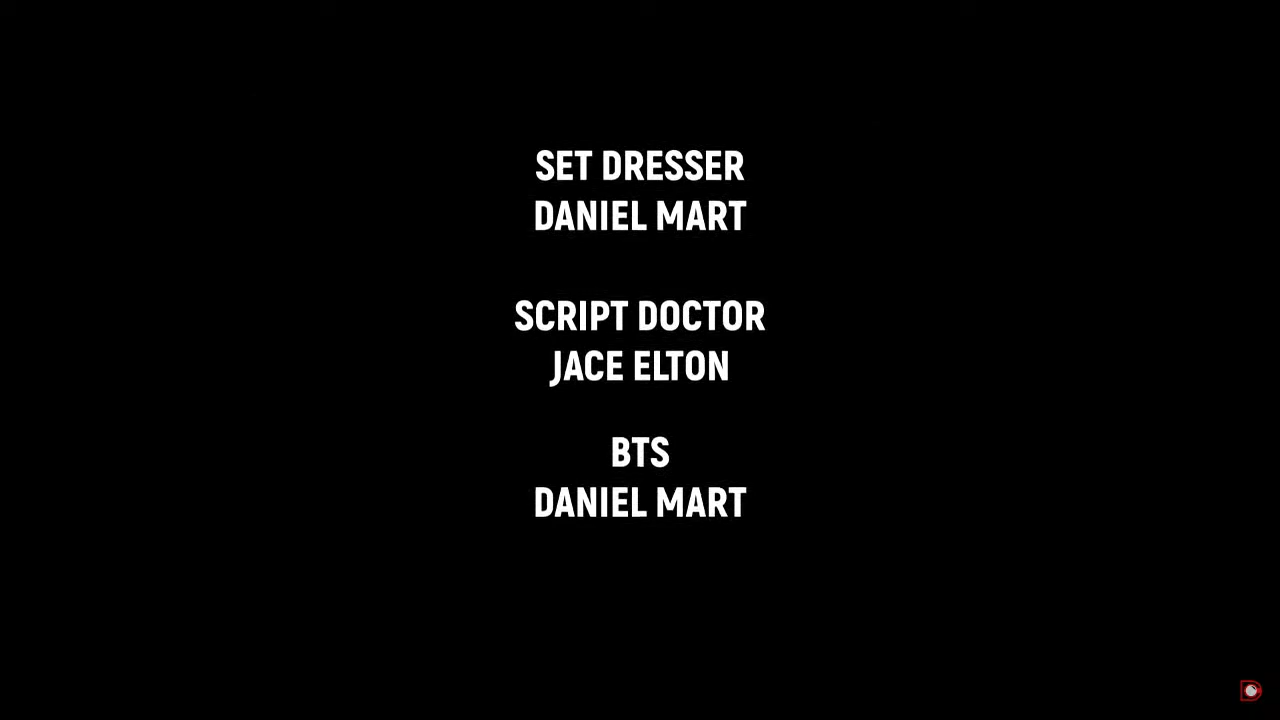 SET DRESSER
DANIEL MART
SCRIPT DOCTOR
JACE ELTON
BTS
DANIEL MART